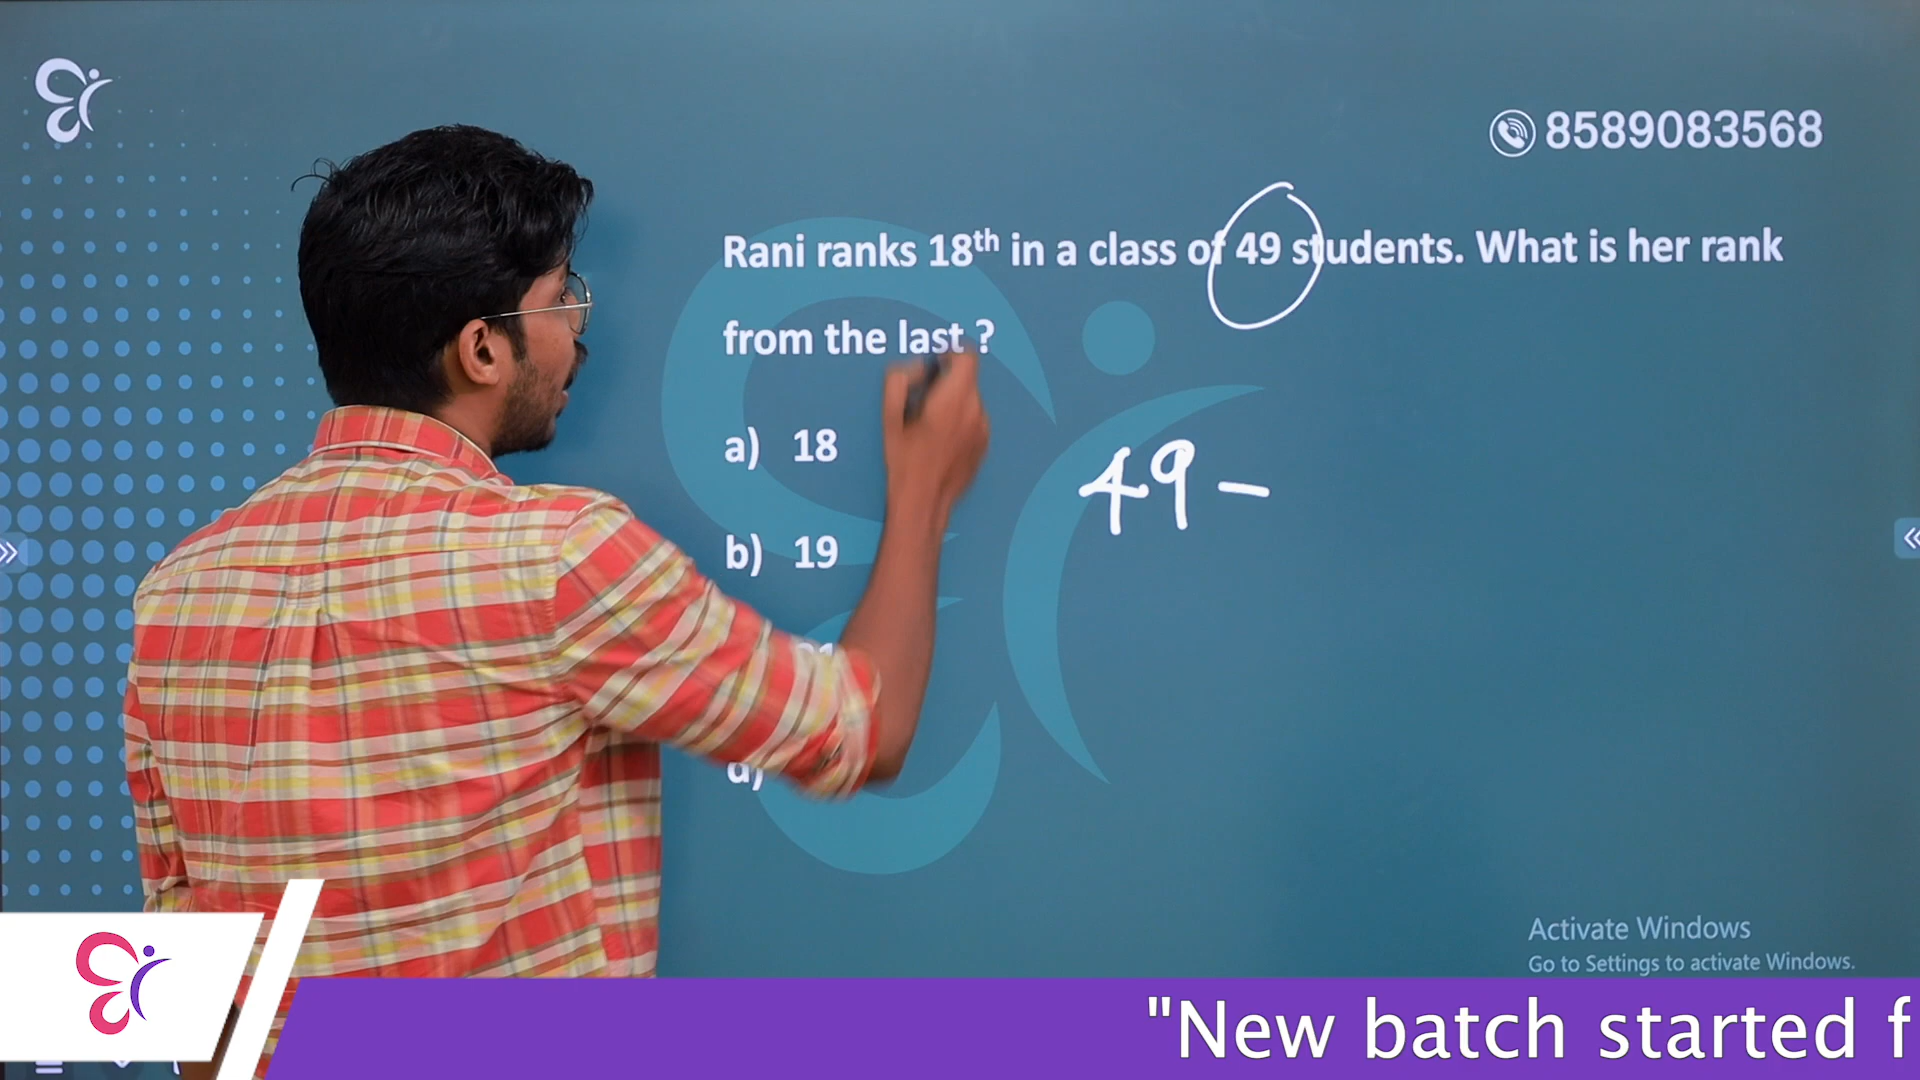 8589083568
Rani ranks 18th in a class of 49 students. What is her rank
from the last ?
a) 18
49 -
b) 19
d)
Activate Windows
Go to Settings to activate Windows.
"New batch started f